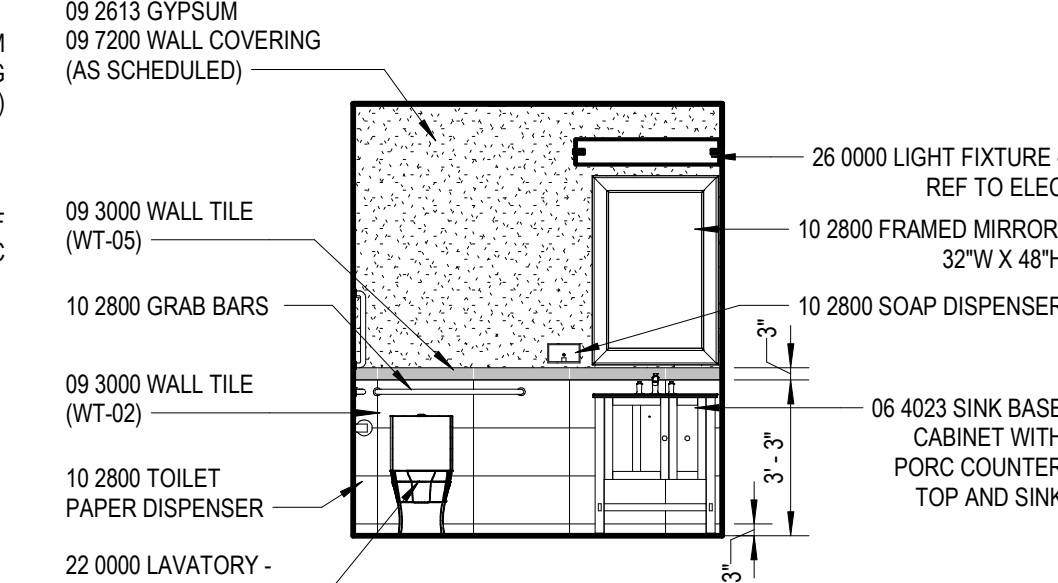 09 2613 GYPSUM
09 7200 WALL COVERING
(AS SCHEDULED)
09 3000 WALL TILE
(WT-05)
10 2800 GRAB BARS
09 3000 WALL TILE
(WT-02)
10 2800 TOILET
PAPER DISPENSER
22 0000 LAVATORY -
26 0000 LIGHT FIXTURE -
REF TO ELEC
10 2800 FRAMED MIRROR
32"W X 48"H
10 2800 SOAP DISPENSER
3"
06 4023 SINK BASE
CABINET WITH
PORC COUNTER
TOP AND SINK
3' - 3"
3"